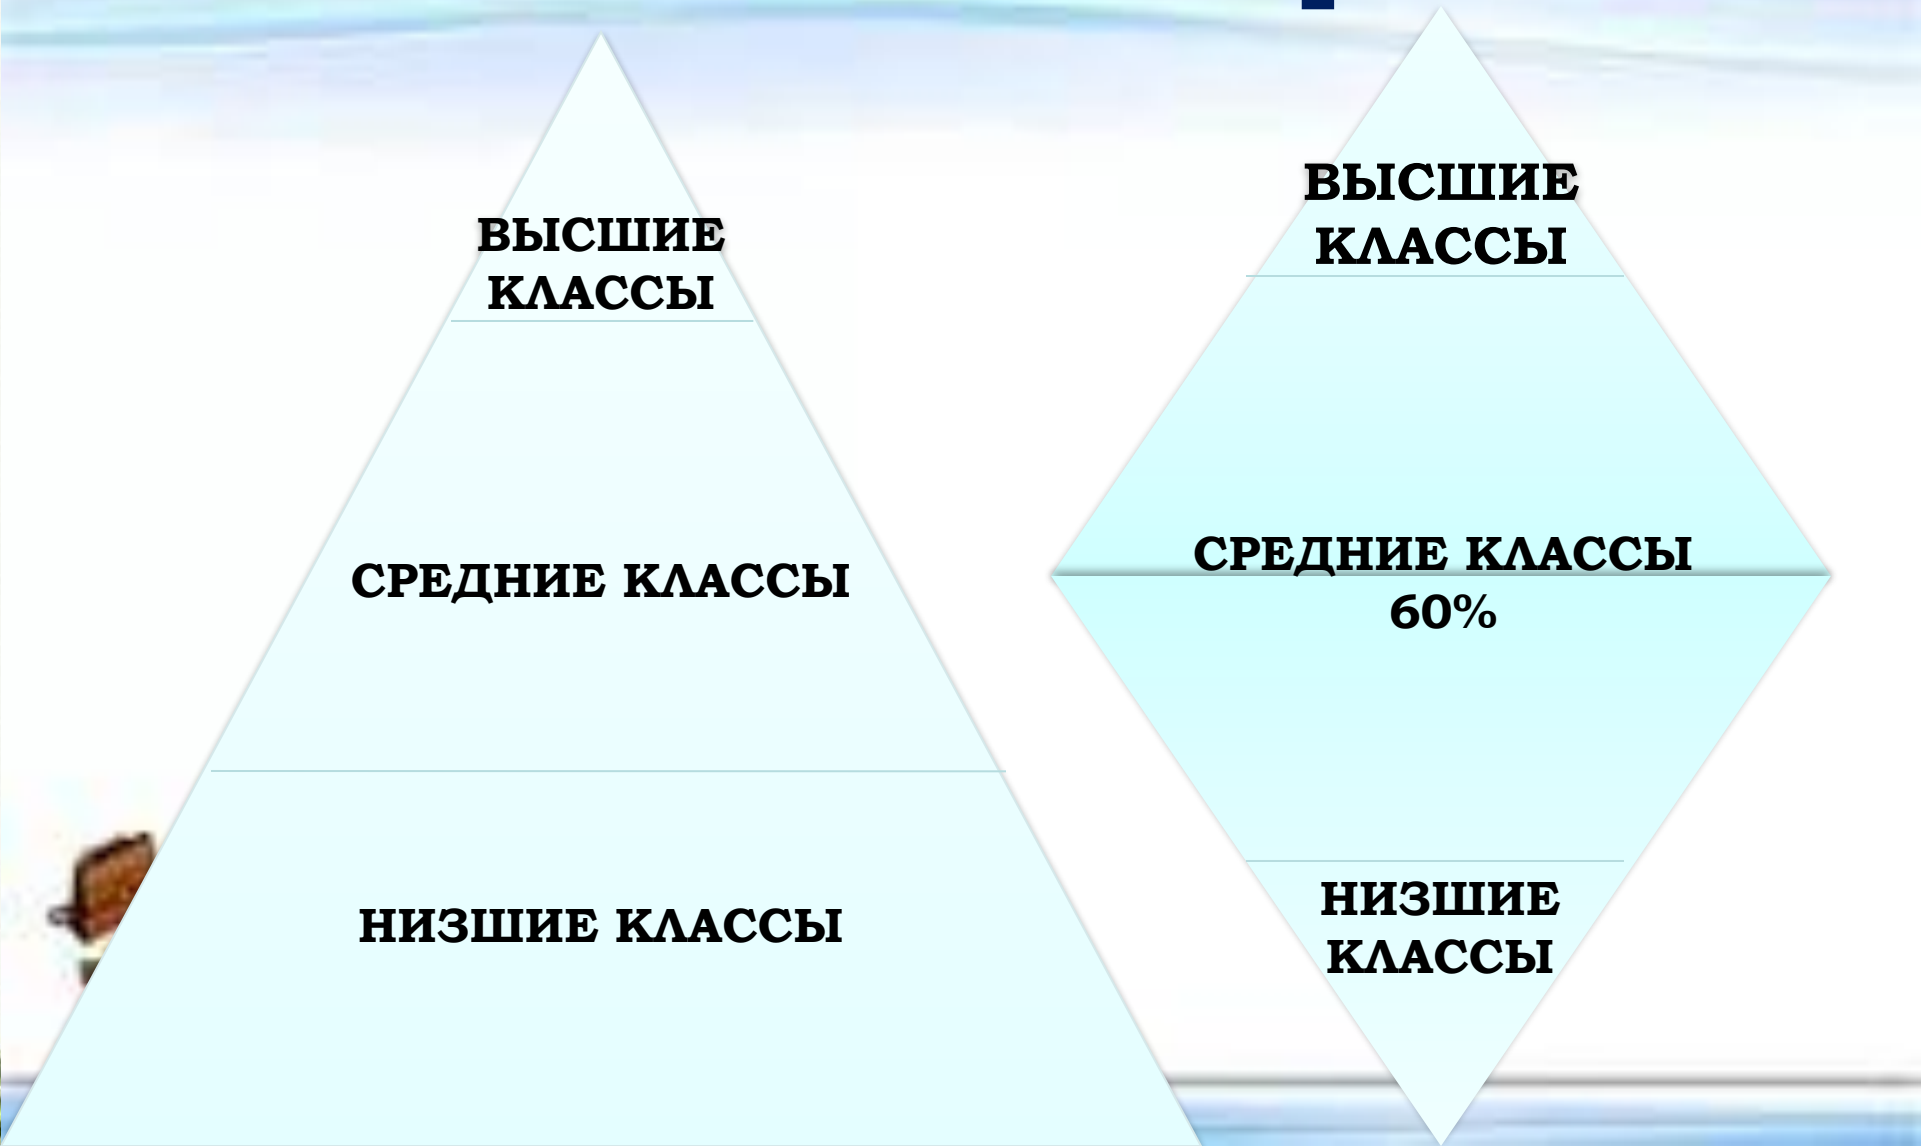 ВЫСШИЕ
КЛАССЫ
СРЕДНИЕ КЛАССЫ
НИЗШИЕ КЛАССЫ
ВЫСШИЕ
КЛАССЫ
СРЕДНИЕ КЛАССЫ
60%
НИЗШИЕ
КЛАССЫ